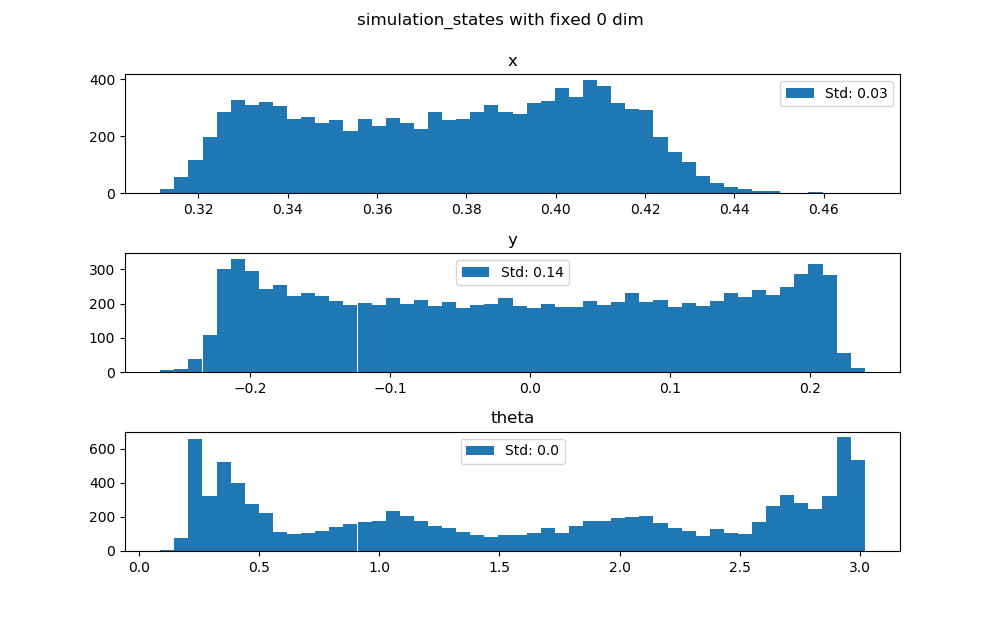 simulation_states with fixed 0 dim
x
400
200
0
Std: 0.03
0.32 0.34 0.36 0.38 0.40 0.42 0.44 0.46
y
300
200
100
0
Std: 0.14
−0.2 −0.1 0.0 0.1 0.2
theta
600
400
200
0
Std: 0.0
0.0 0.5 1.0 1.5 2.0 2.5 3.0